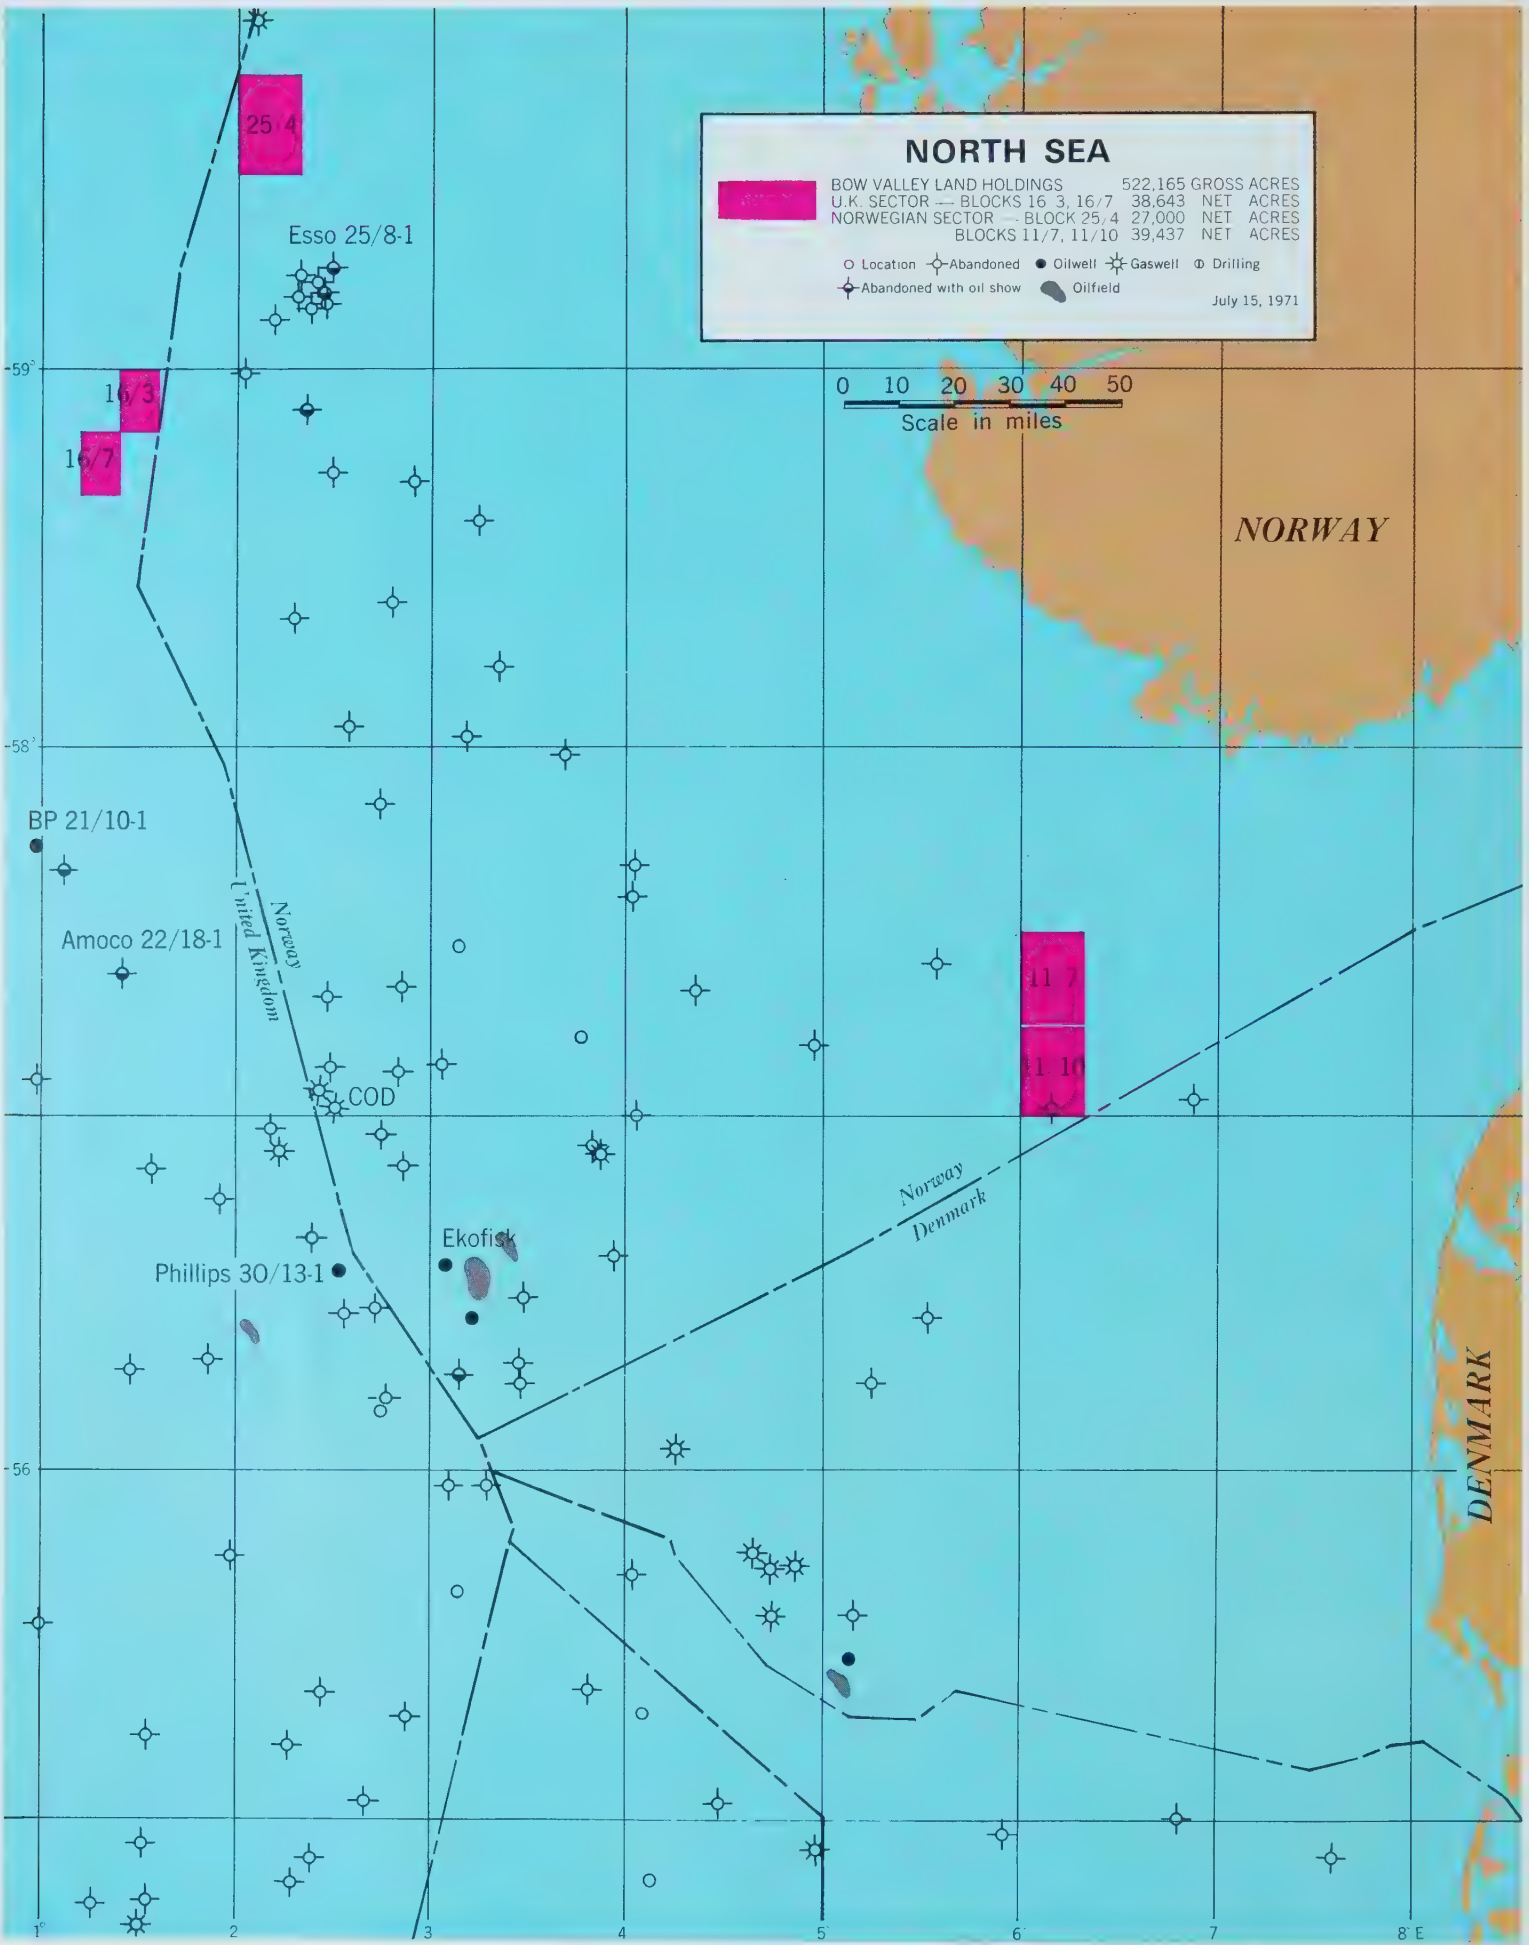 25/4
NORTH SEA
BOW VALLEY LAND HOLDINGS 522,165 GROSS ACRES
U.K. SECTOR — BLOCKS 16 3, 16/7 38,643 NET ACRES
NORWEGIAN SECTOR — BLOCK 25/4 27,000 NET ACRES
BLOCKS 11/7, 11/10 39,437 NET ACRES
Location Abandoned Oilwell Gaswell Drilling
Abandoned with oil show Oilfield
July 15, 1971
Esso 25/8-1
59°
16/3
0 10 20 30 40 50
Scale in miles
16/7
NORWAY
58°
BP 21/10-1
Norway
United Kingdom
Amoco 22/18-1
11 7
11 10
COD
Norway
Denmark
Ekofisk
Phillips 30/13-1
DENMARK
56
1° 2 3 4 5 6 7 8° E